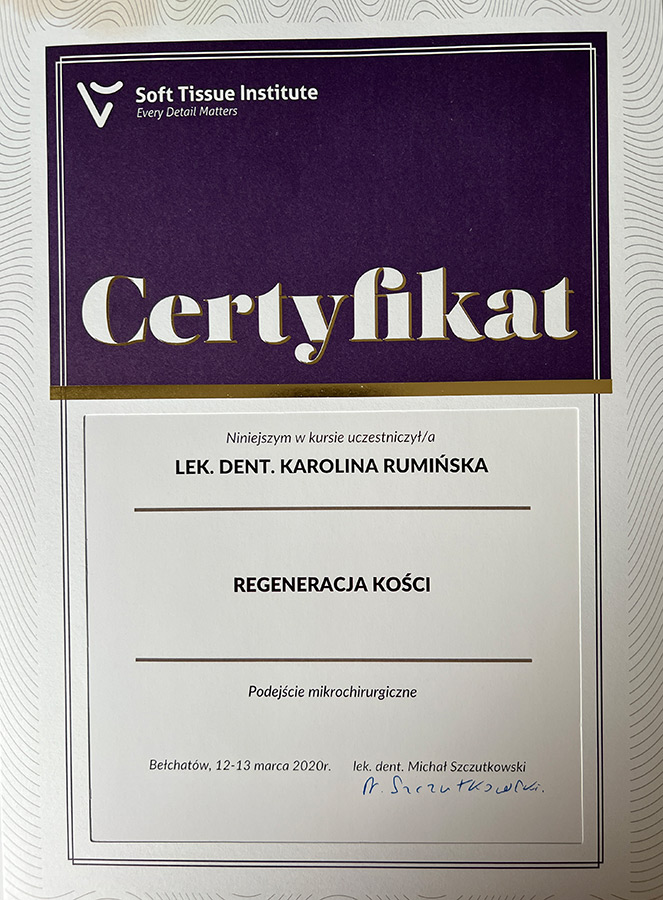 Soft Tissue Institute
Every Detail Matters
Certyfikat
Niniejszym w kursie uczestniczył/a
LEK. DENT. KAROLINA RUMIŃSKA
REGENERACJA KOŚCI
Podejście mikrochirurgiczne
Bełchatów, 12-13 marca 2020r. lek. dent. Michał Szczutkowski
M. Szczutkowski.